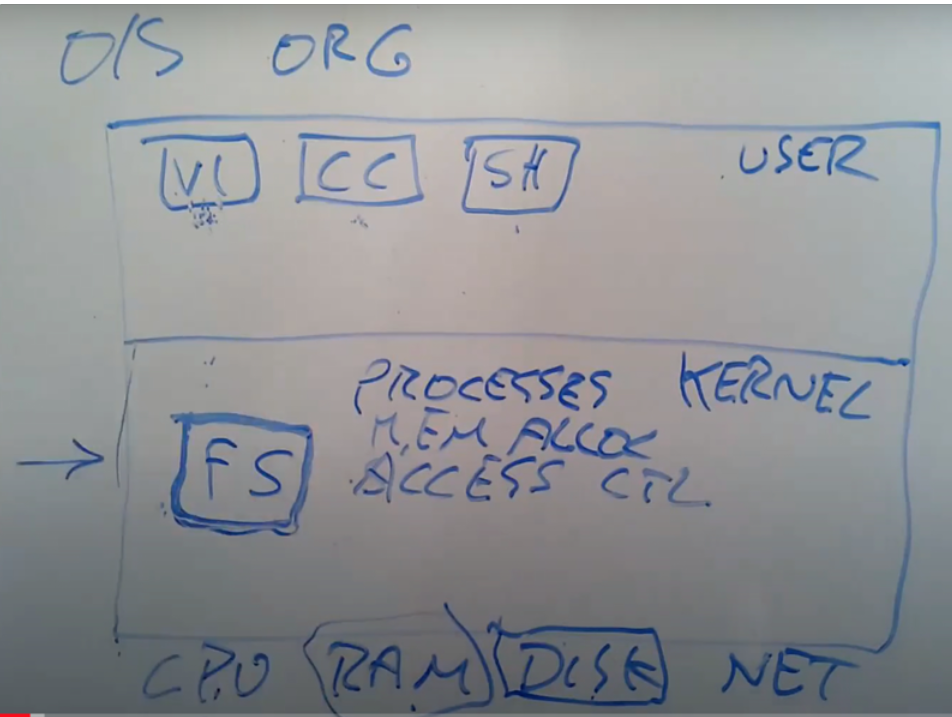 O/S ORG
VI CC SH USER
PROCESSES KERNEL
MEM ALLOC
FS ACCESS CTL
CPU RAM DISK NET